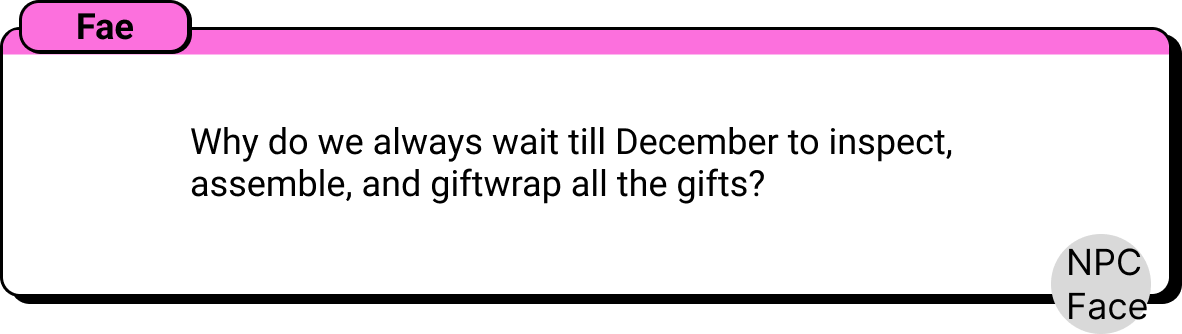 Fae
Why do we always wait till December to inspect,
assemble, and giftwrap all the gifts?
NPC
Face